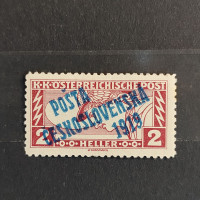 K.K. ÖSTERREICHISCHE POST
POŠTA
ČESKOSLOVENSKÁ
1919
2 HELLER 2